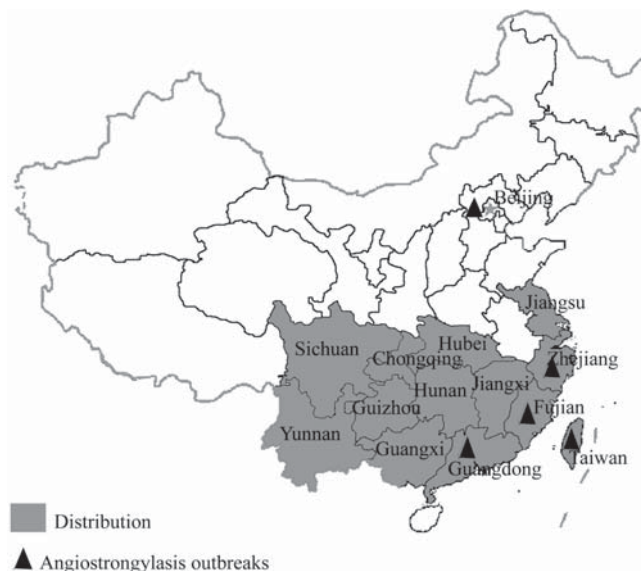 Beijing
Jiangsu
Hubei
Zhejiang
Sichuan
Chongqing
Hunan
Jiangxi
Guizhou
Fujian
Yunnan
Guangxi
Guangdong
Taiwan
Distribution
Angiostrongylasis outbreaks